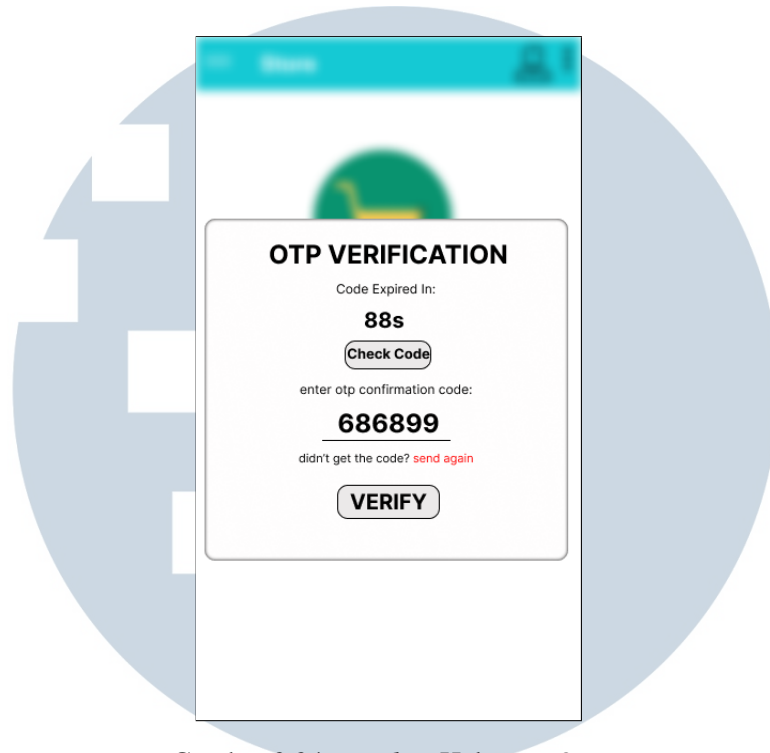 Store
OTP VERIFICATION
Code Expired In:
88s
Check Code
enter otp confirmation code:
686899
didn't get the code? send again
VERIFY